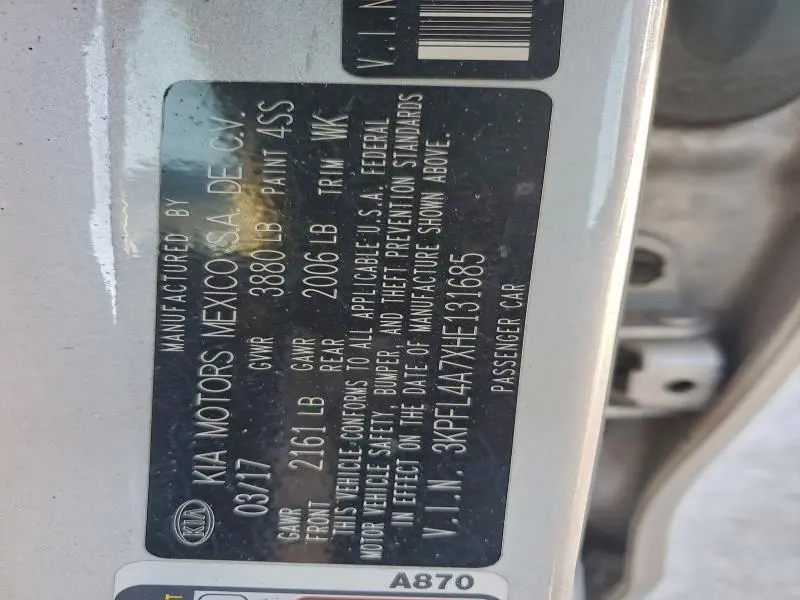 MANUFACTURED BY
KIA KIA MOTORS MEXICO S.A. DE C.V.
03/17 GVWR 3880 LB PAINT 4SS
GAWR FRONT 2161 LB GAWR REAR 2006 LB TRIM WK
THIS VEHICLE CONFORMS TO ALL APPLICABLE U.S.A. FEDERAL
MOTOR VEHICLE SAFETY, BUMPER, AND THEFT PREVENTION STANDARDS
IN EFFECT ON THE DATE OF MANUFACTURE SHOWN ABOVE.
V.I.N. 3KPFL4A7XHE131685
PASSENGER CAR
V.I.N
A870